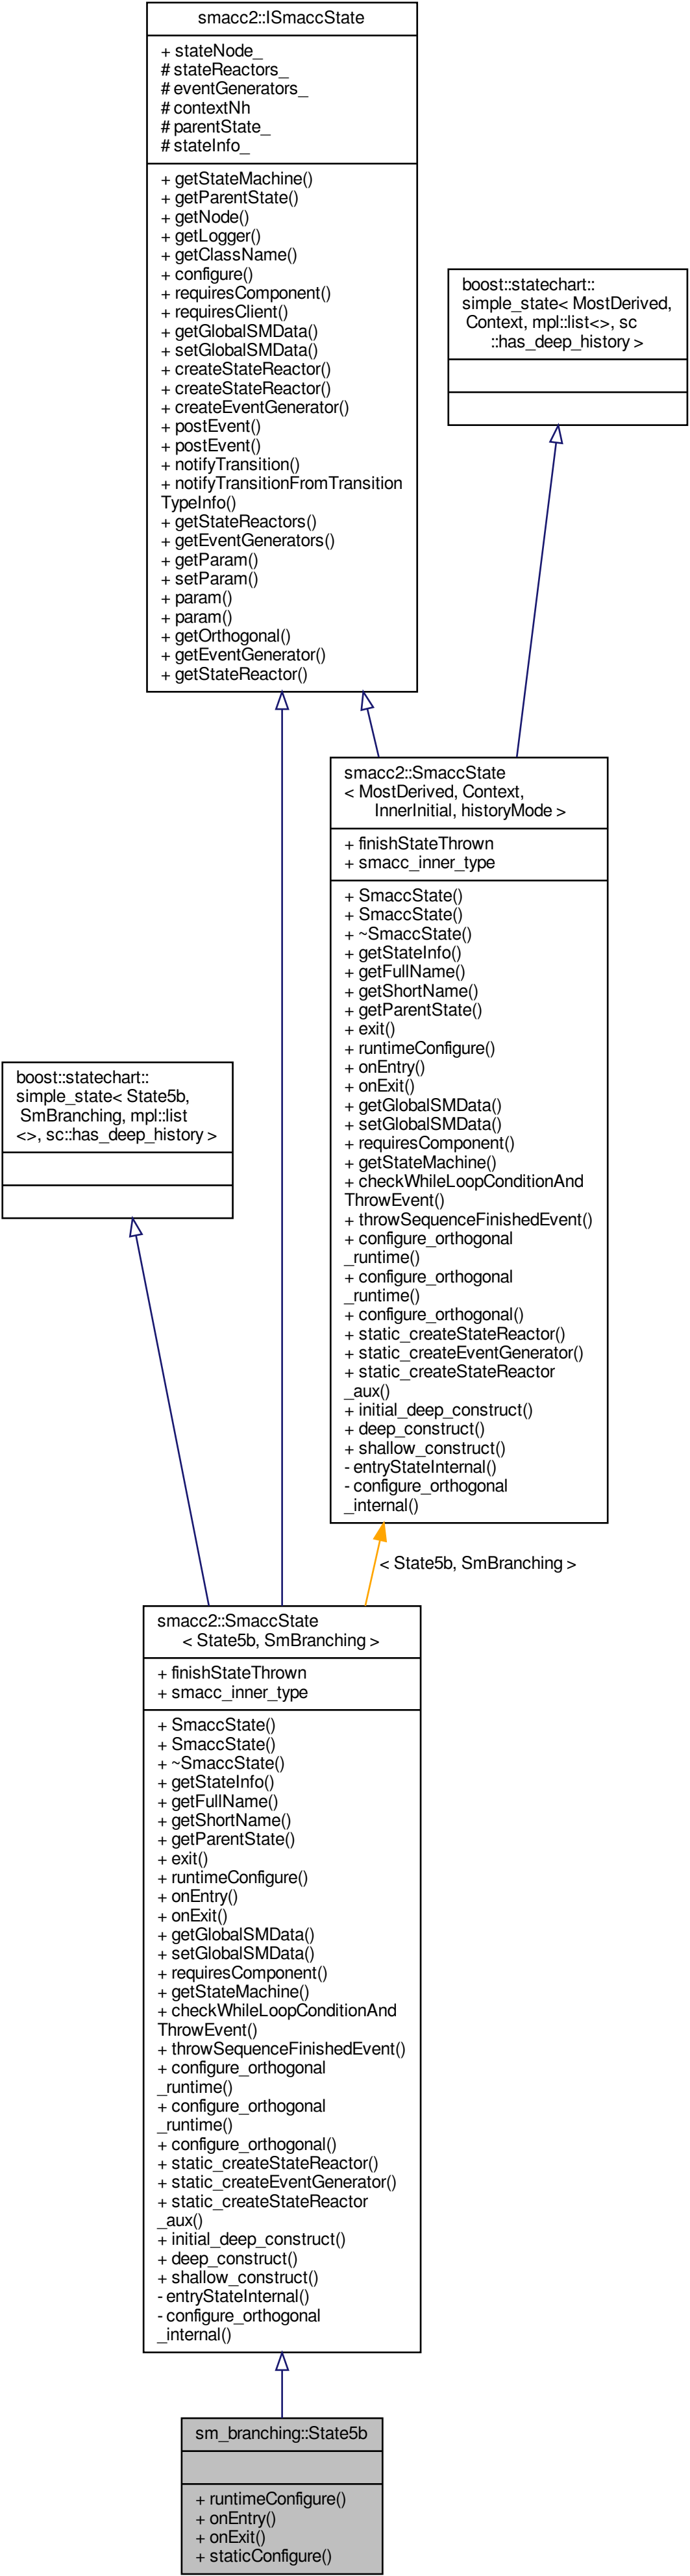 smacc2::ISmaccState
+ stateNode_
# stateReactors_
# eventGenerators_
# contextNh
# parentState_
# stateInfo_
+ getStateMachine()
+ getParentState()
+ getNode()
+ getLogger()
+ getClassName()
+ configure()
+ requiresComponent()
+ requiresClient()
+ getGlobalSMData()
+ setGlobalSMData()
+ createStateReactor()
+ createStateReactor()
+ createEventGenerator()
+ postEvent()
+ postEvent()
+ notifyTransition()
+ notifyTransitionFromTransition
TypeInfo()
+ getStateReactors()
+ getEventGenerators()
+ getParam()
+ setParam()
+ param()
+ param()
+ getOrthogonal()
+ getEventGenerator()
+ getStateReactor()
boost::statechart::
simple_state< MostDerived,
Context, mpl::list<>, sc
::has_deep_history >
smacc2::SmaccState
< MostDerived, Context,
InnerInitial, historyMode >
+ finishStateThrown
+ smacc_inner_type
+ SmaccState()
+ SmaccState()
+ ~SmaccState()
+ getStateInfo()
+ getFullName()
+ getShortName()
+ getParentState()
+ exit()
+ runtimeConfigure()
+ onEntry()
+ onExit()
+ getGlobalSMData()
+ setGlobalSMData()
+ requiresComponent()
+ getStateMachine()
+ checkWhileLoopConditionAnd
ThrowEvent()
+ throwSequenceFinishedEvent()
+ configure_orthogonal
_runtime()
+ configure_orthogonal
_runtime()
+ configure_orthogonal()
+ static_createStateReactor()
+ static_createEventGenerator()
+ static_createStateReactor
_aux()
+ initial_deep_construct()
+ deep_construct()
+ shallow_construct()
- entryStateInternal()
- configure_orthogonal
_internal()
boost::statechart::
simple_state< State5b,
SmBranching, mpl::list
<>, sc::has_deep_history >
< State5b, SmBranching >
smacc2::SmaccState
< State5b, SmBranching >
+ finishStateThrown
+ smacc_inner_type
+ SmaccState()
+ SmaccState()
+ ~SmaccState()
+ getStateInfo()
+ getFullName()
+ getShortName()
+ getParentState()
+ exit()
+ runtimeConfigure()
+ onEntry()
+ onExit()
+ getGlobalSMData()
+ setGlobalSMData()
+ requiresComponent()
+ getStateMachine()
+ checkWhileLoopConditionAnd
ThrowEvent()
+ throwSequenceFinishedEvent()
+ configure_orthogonal
_runtime()
+ configure_orthogonal
_runtime()
+ configure_orthogonal()
+ static_createStateReactor()
+ static_createEventGenerator()
+ static_createStateReactor
_aux()
+ initial_deep_construct()
+ deep_construct()
+ shallow_construct()
- entryStateInternal()
- configure_orthogonal
_internal()
sm_branching::State5b
+ runtimeConfigure()
+ onEntry()
+ onExit()
+ staticConfigure()